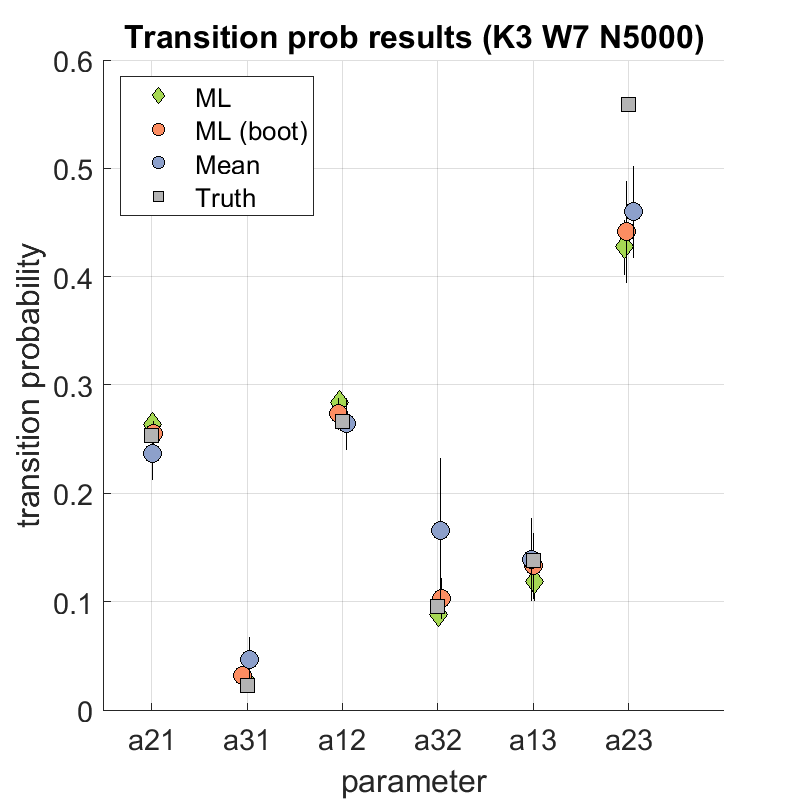 Transition prob results (K3 W7 N5000)
ML
ML (boot)
Mean
Truth
0.6
0.5
0.4
0.3
0.2
0.1
0
transition probability
a21 a31 a12 a32 a13 a23
parameter